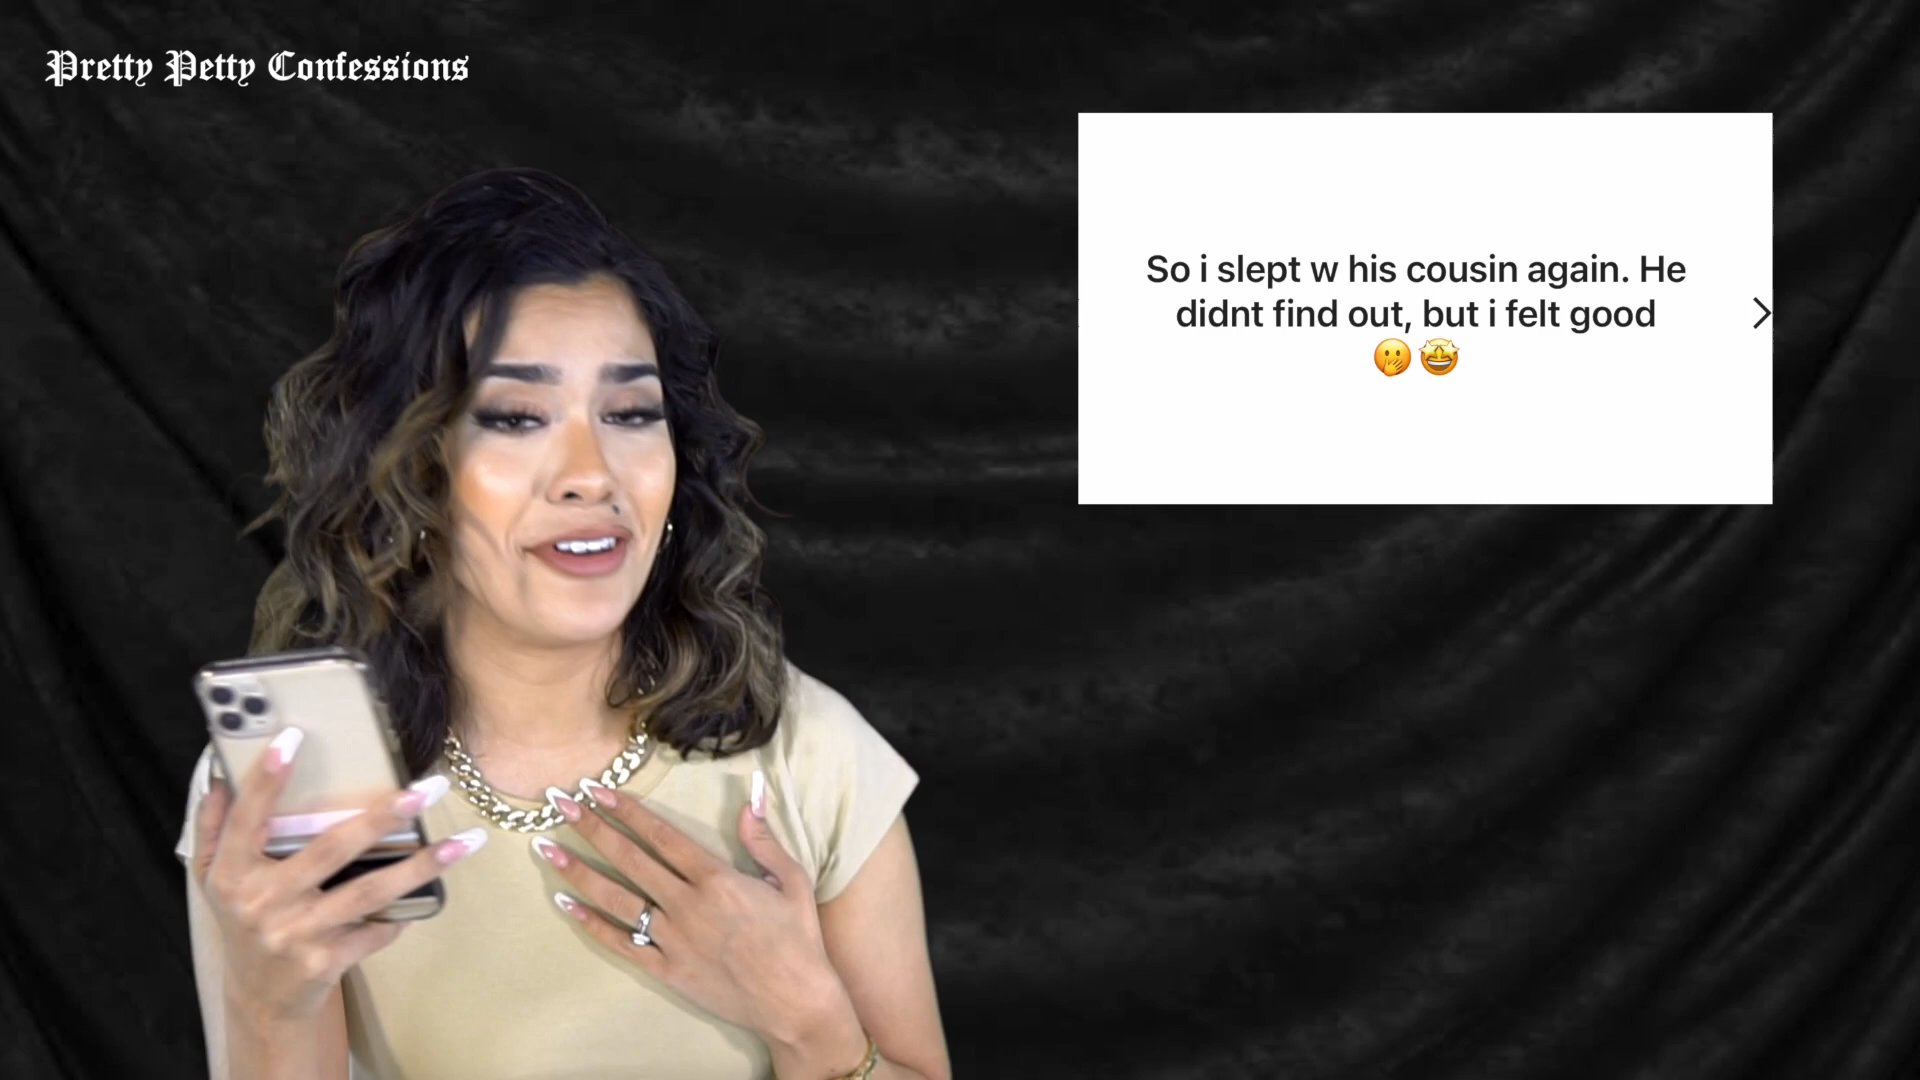 Pretty Petty Confessions
So i slept w his cousin again. He
didnt find out, but i felt good
🤭🤩